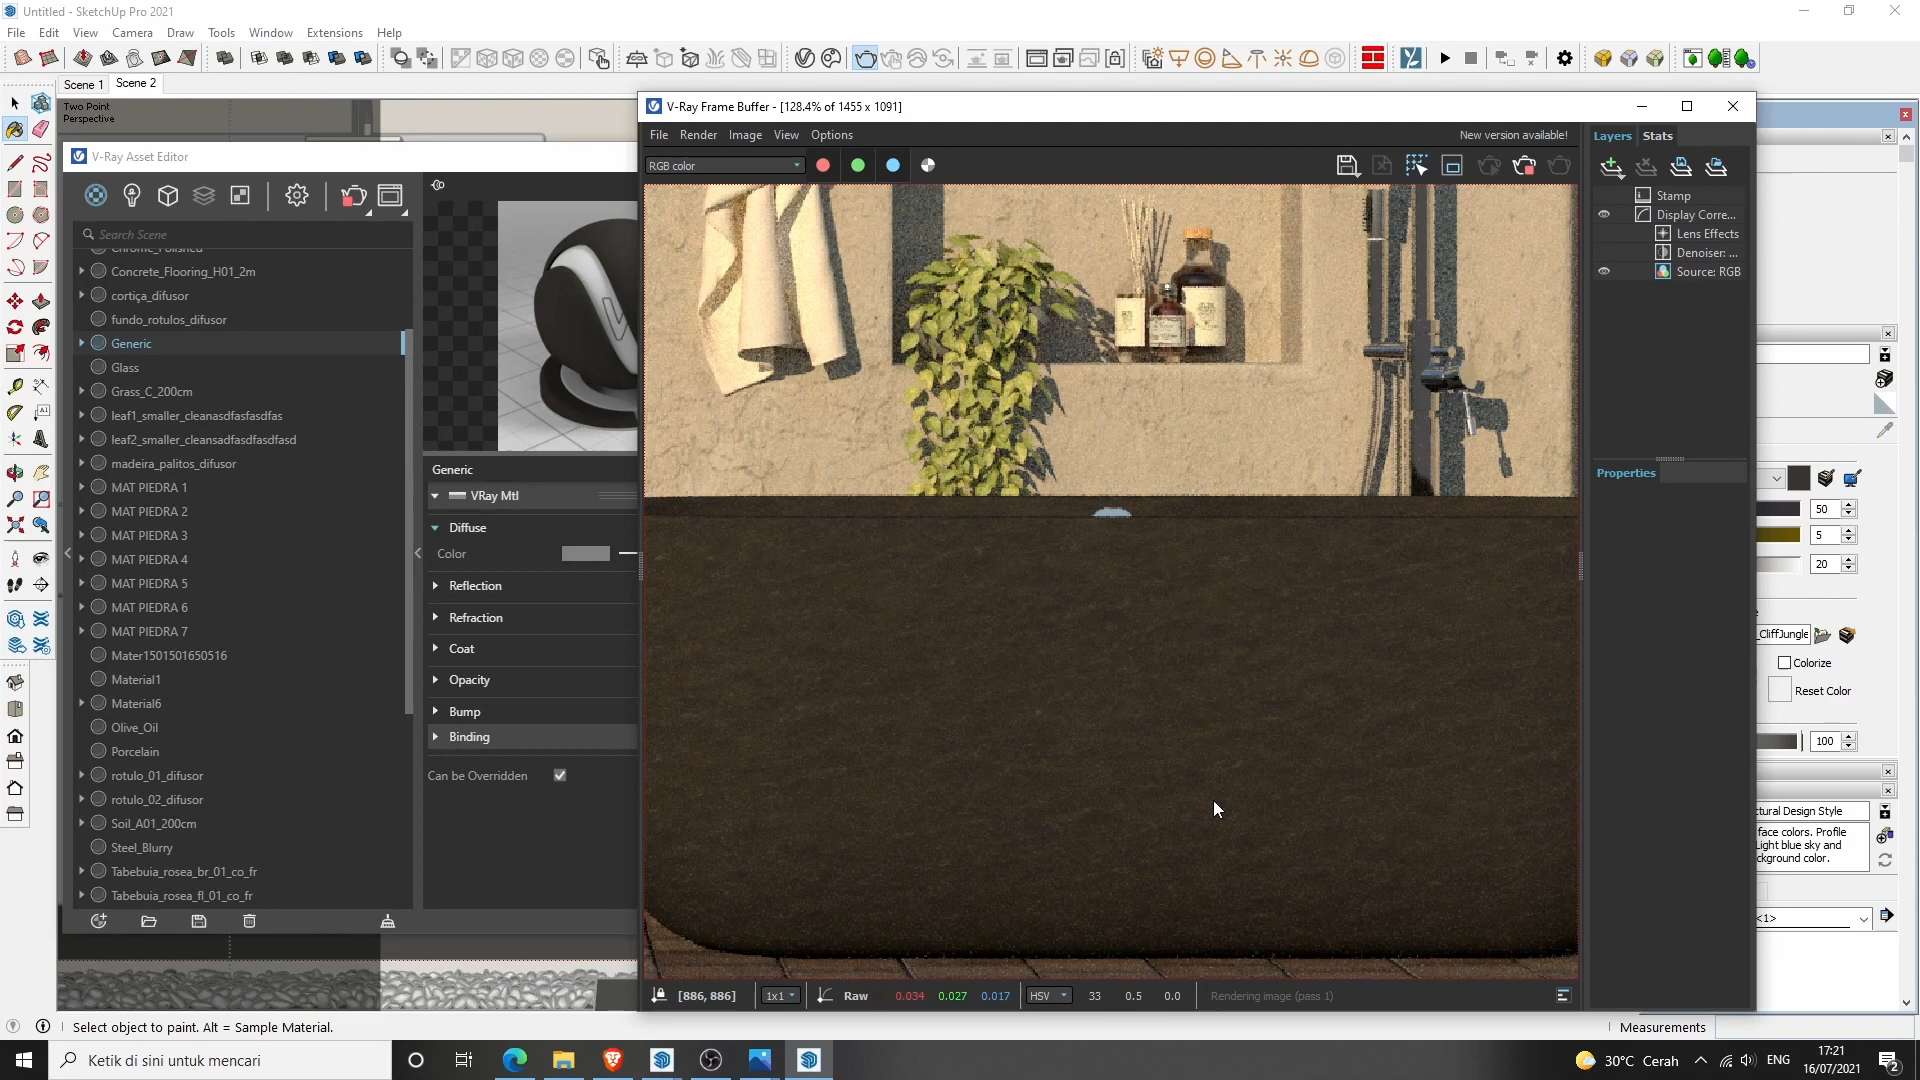 Untitled - SketchUp Pro 2021
File Edit View Camera Draw Tools Window Extensions Help
Scene 1 Scene 2
Two Point
Perspective
V-Ray Asset Editor
Search Scene
Concrete_Flooring_H01_2m
cortiça_difusor
fundo_rotulos_difusor
Generic
Glass
Grass_C_200cm
leaf1_smaller_cleanasdfasfasdfas
leaf2_smaller_cleansadfasdfasdfasd
madeira_palitos_difusor
MAT PIEDRA 1
MAT PIEDRA 2
MAT PIEDRA 3
MAT PIEDRA 4
MAT PIEDRA 5
MAT PIEDRA 6
MAT PIEDRA 7
Mater1501501650516
Material1
Material6
Olive_Oil
Porcelain
rotulo_01_difusor
rotulo_02_difusor
Soil_A01_200cm
Steel_Blurry
Tabebuia_rosea_br_01_co_fr
Tabebuia_rosea_fl_01_co_fr
Generic
VRay Mtl
Diffuse
Color
Reflection
Refraction
Coat
Opacity
Bump
Binding
Can be Overridden
V-Ray Frame Buffer - [128.4% of 1455 x 1091]
File Render Image View Options New version available!
RGB color
[886, 886] 1x1 Raw 0.034 0.027 0.017 HSV 33 0.5 0.0 Rendering image (pass 1)
Layers Stats
Stamp
Display Corre...
Lens Effects
Denoiser: ...
Source: RGB
Properties
50
5
20
_CliffJungle
Colorize
Reset Color
100
ctural Design Style
face colors. Profile
Light blue sky and
ckground color.
<1>
Select object to paint. Alt = Sample Material.
Measurements
Ketik di sini untuk mencari
30°C Cerah
ENG
17:21
16/07/2021
2